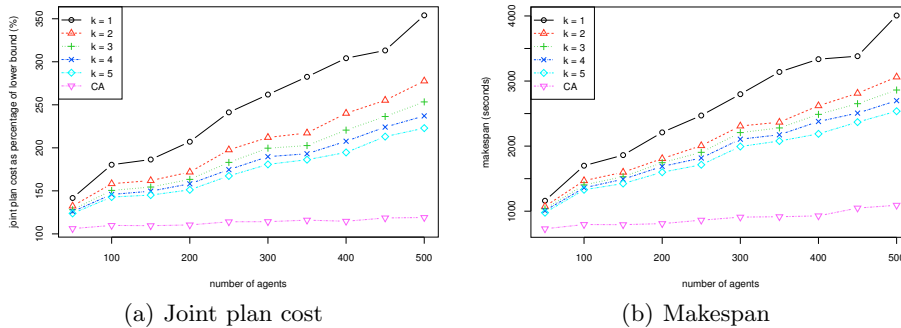 joint plan cost as percentage of lower bound (%)
350
300
250
200
150
100
k = 1
k = 2
k = 3
k = 4
k = 5
CA
100
200
300
400
500
number of agents
(a) Joint plan cost
makespan (seconds)
4000
3000
2000
1000
k = 1
k = 2
k = 3
k = 4
k = 5
CA
100
200
300
400
500
number of agents
(b) Makespan